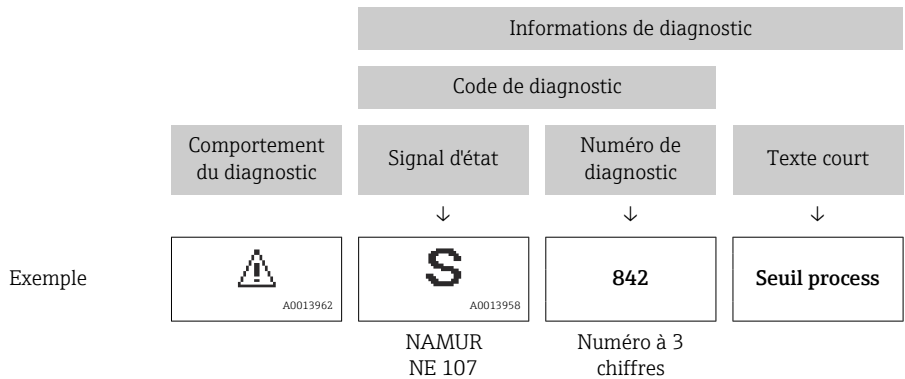 Informations de diagnostic
Code de diagnostic
Comportement
du diagnostic
Signal d'état
Numéro de
diagnostic
Texte court
↓ ↓ ↓
Exemple
A0013962
S
A0013958
842
Seuil process
NAMUR
NE 107
Numéro à 3
chiffres